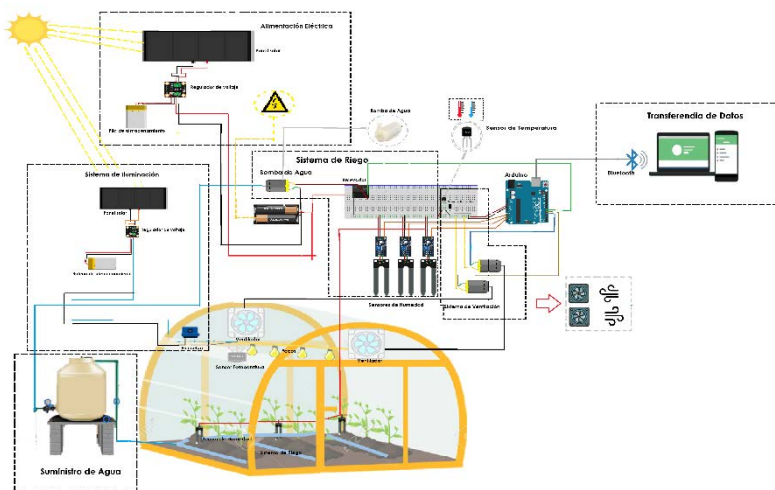 Alimentación Eléctrica
Panel solar
Regulador de voltaje
Pila de almacenamiento
Bomba de Agua
Sensor de Temperatura
Transferencia de Datos
Bluetooth
Sistema de Iluminación
Panel solar
Regulador de voltaje
Sistema de Riego
Bomba de Agua
Arduino
Sensores de Humedad
Sistema de Ventilación
Ventilador
Focos
Ventilador
Sensor Fotosensitivo
Sistema de Riego
Suministro de Agua